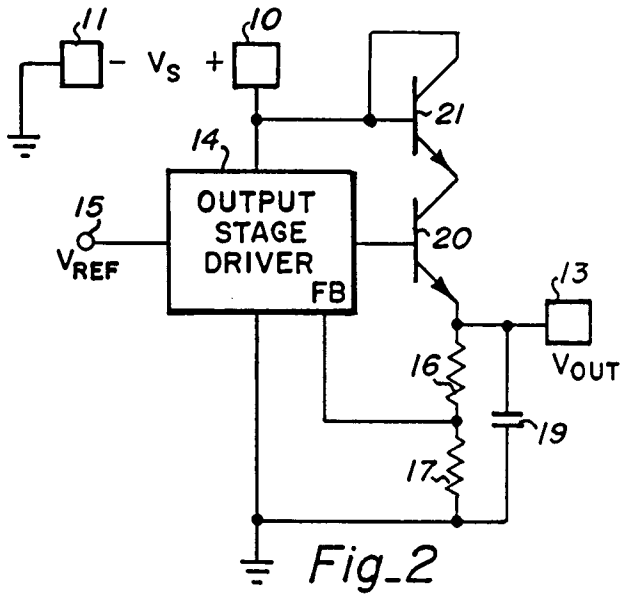 11
10
- V_S +
21
14
OUTPUT
STAGE
DRIVER
FB
15
V_REF
20
13
V_OUT
16
19
17
Fig_2